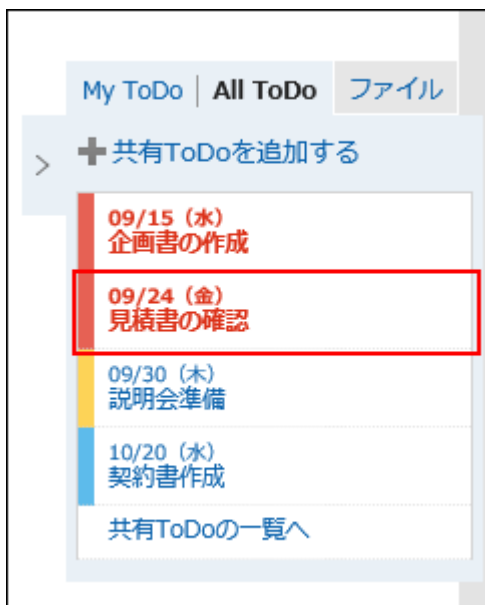 My ToDo | All ToDo ファイル
>
共有ToDoを追加する
09/15（水）
企画書の作成
09/24（金）
見積書の確認
09/30（木）
説明会準備
10/20（水）
契約書作成
共有ToDoの一覧へ